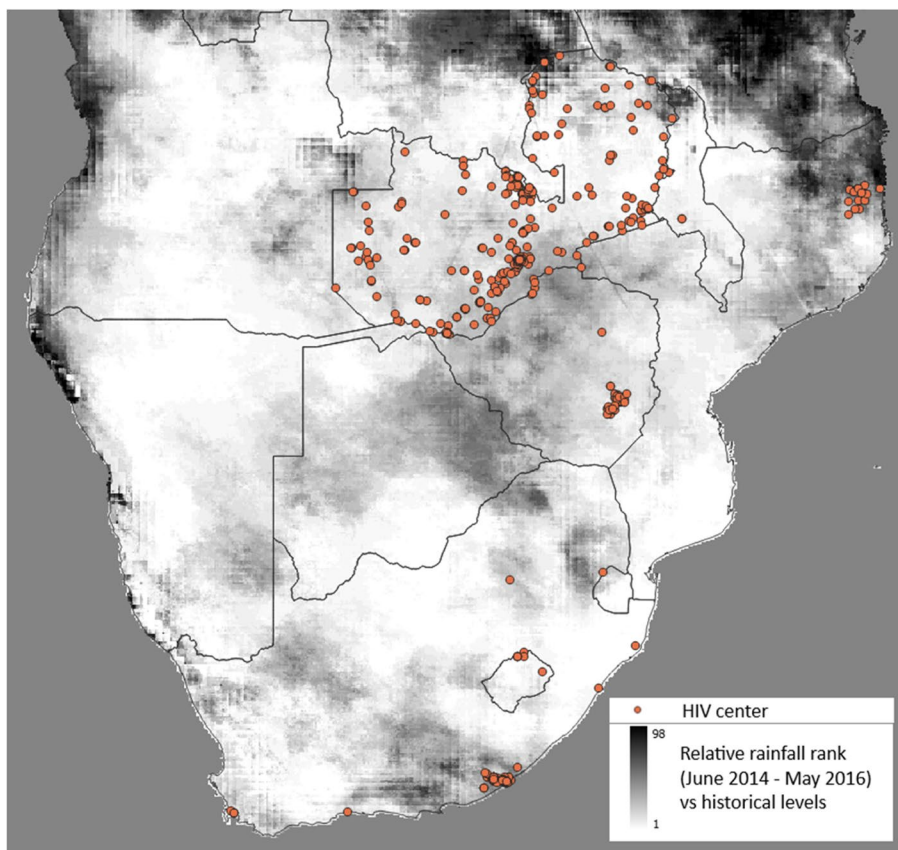 HIV center
98
Relative rainfall rank
(June 2014 - May 2016)
vs historical levels
1